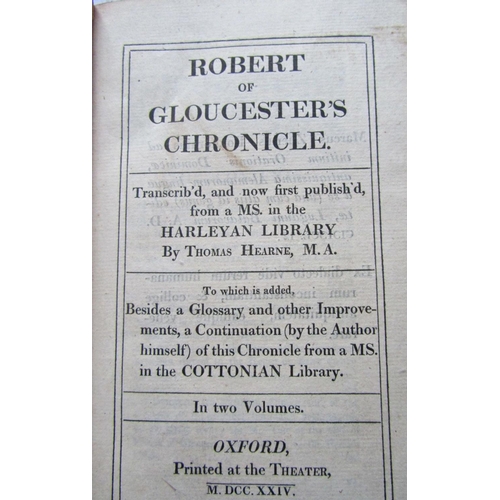 ROBERT
OF
GLOUCESTER'S
CHRONICLE.
Transcrib'd, and now first publish'd,
from a MS. in the
HARLEYAN LIBRARY
By THOMAS HEARNE, M.A.
To which is added,
Besides a Glossary and other Improve-
ments, a Continuation (by the Author
himself) of this Chronicle from a MS.
in the COTTONIAN Library.
In two Volumes.
OXFORD,
Printed at the THEATER,
M. DCC. XXIV.